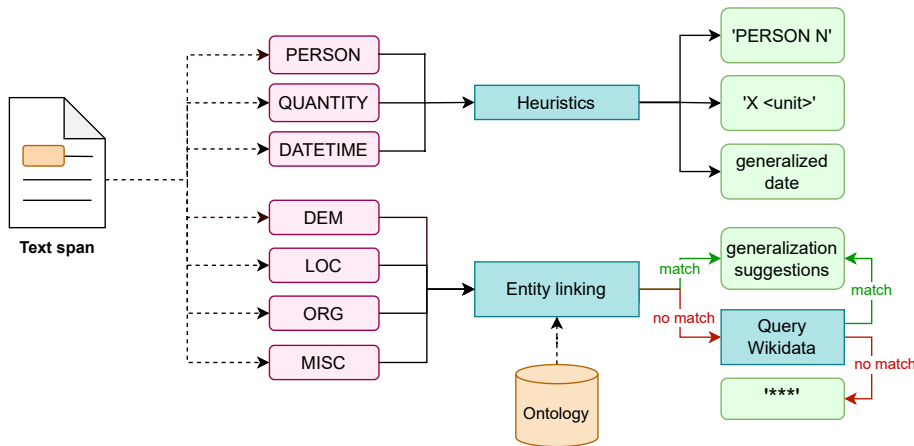 PERSON
QUANTITY
DATETIME
DEM
LOC
ORG
MISC
Text span
Heuristics
'PERSON N'
'X <unit>'
generalized
date
Entity linking
Ontology
match
no match
generalization
suggestions
match
Query
Wikidata
no match
'***'